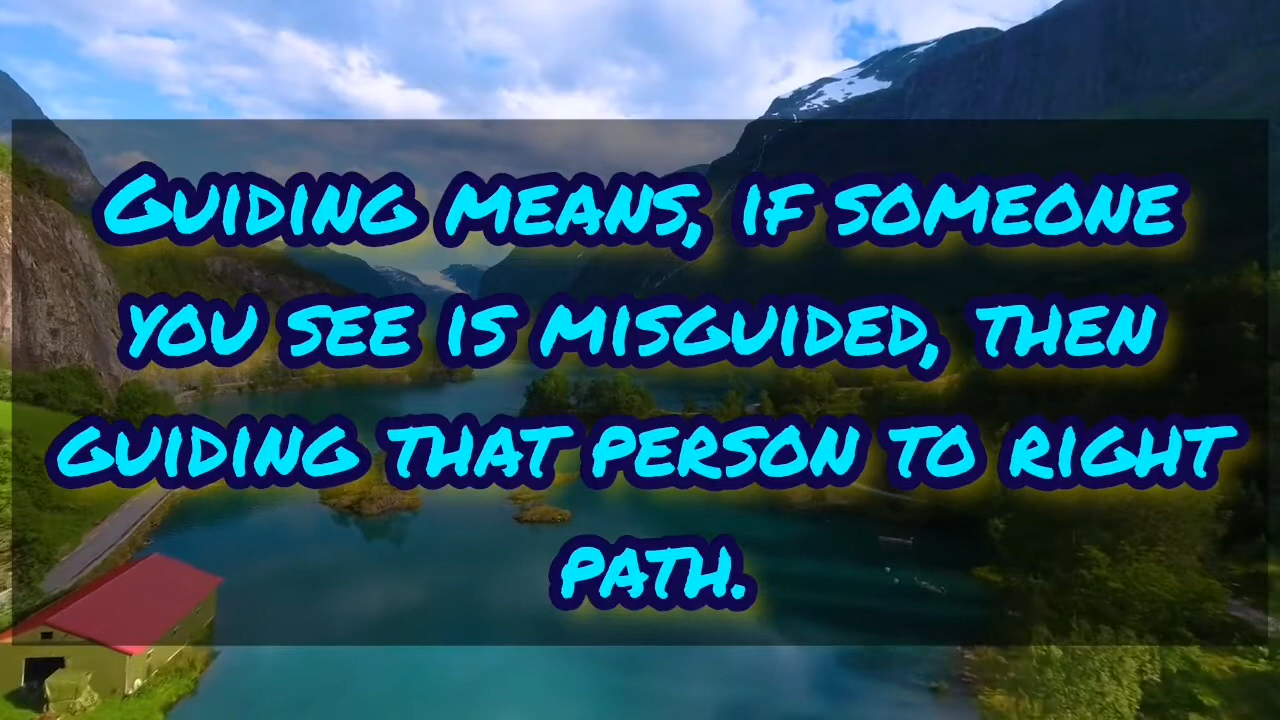 Guiding means, if someone
you see is misguided, then
guiding that person to right
path.